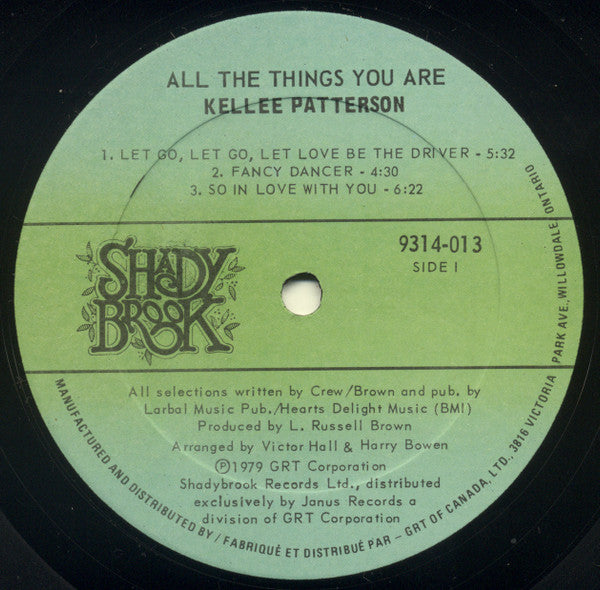 ALL THE THINGS YOU ARE
KELLEE PATTERSON
1. LET GO, LET GO, LET LOVE BE THE DRIVER - 5:32
2. FANCY DANCER - 4:30
3. SO IN LOVE WITH YOU - 6:22
SHADY
BROOK
9314-013
SIDE I
All selections written by Crew/Brown and pub. by
Larbal Music Pub./Hearts Delight Music (BMI)
Produced by L. Russell Brown
Arranged by Victor Hall & Harry Bowen
Ⓟ1979 GRT Corporation
Shadybrook Records Ltd., distributed
exclusively by Janus Records a
division of GRT Corporation
MANUFACTURED AND DISTRIBUTED BY / FABRIQUÉ ET DISTRIBUÉ PAR – GRT OF CANADA, LTD., 3816 VICTORIA PARK AVE., WILLOWDALE, ONTARIO